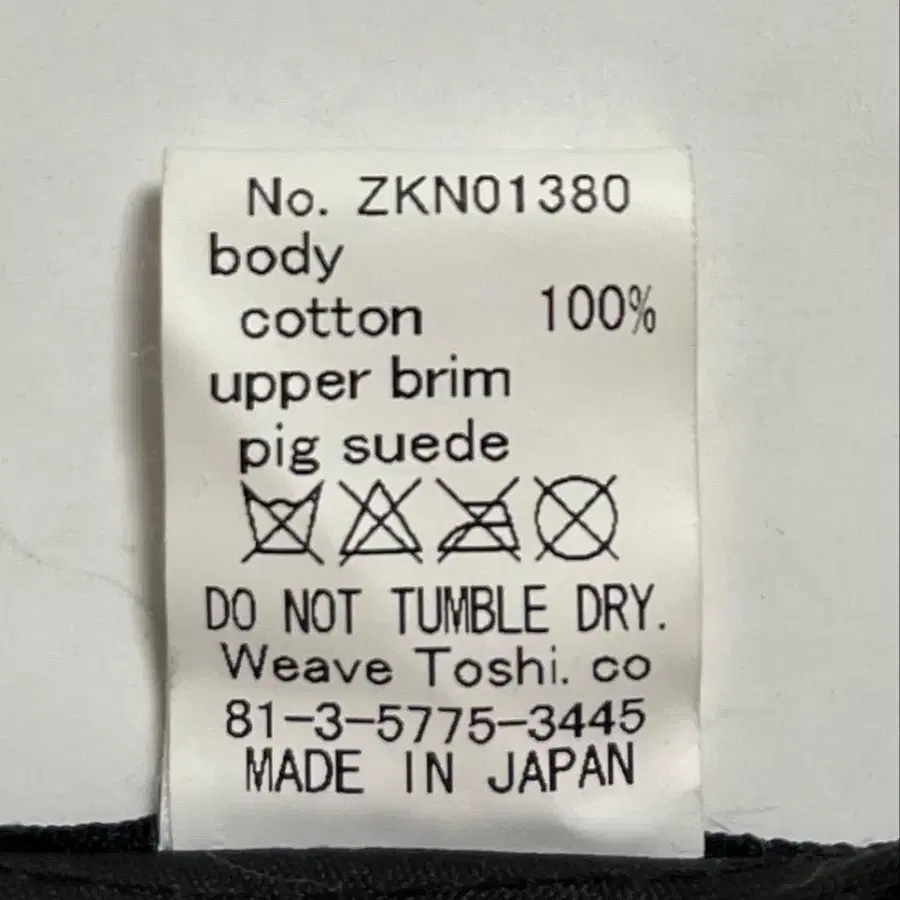 No. ZKN01380
body
cotton 100%
upper brim
pig suede
DO NOT TUMBLE DRY.
Weave Toshi. co
81-3-5775-3445
MADE IN JAPAN